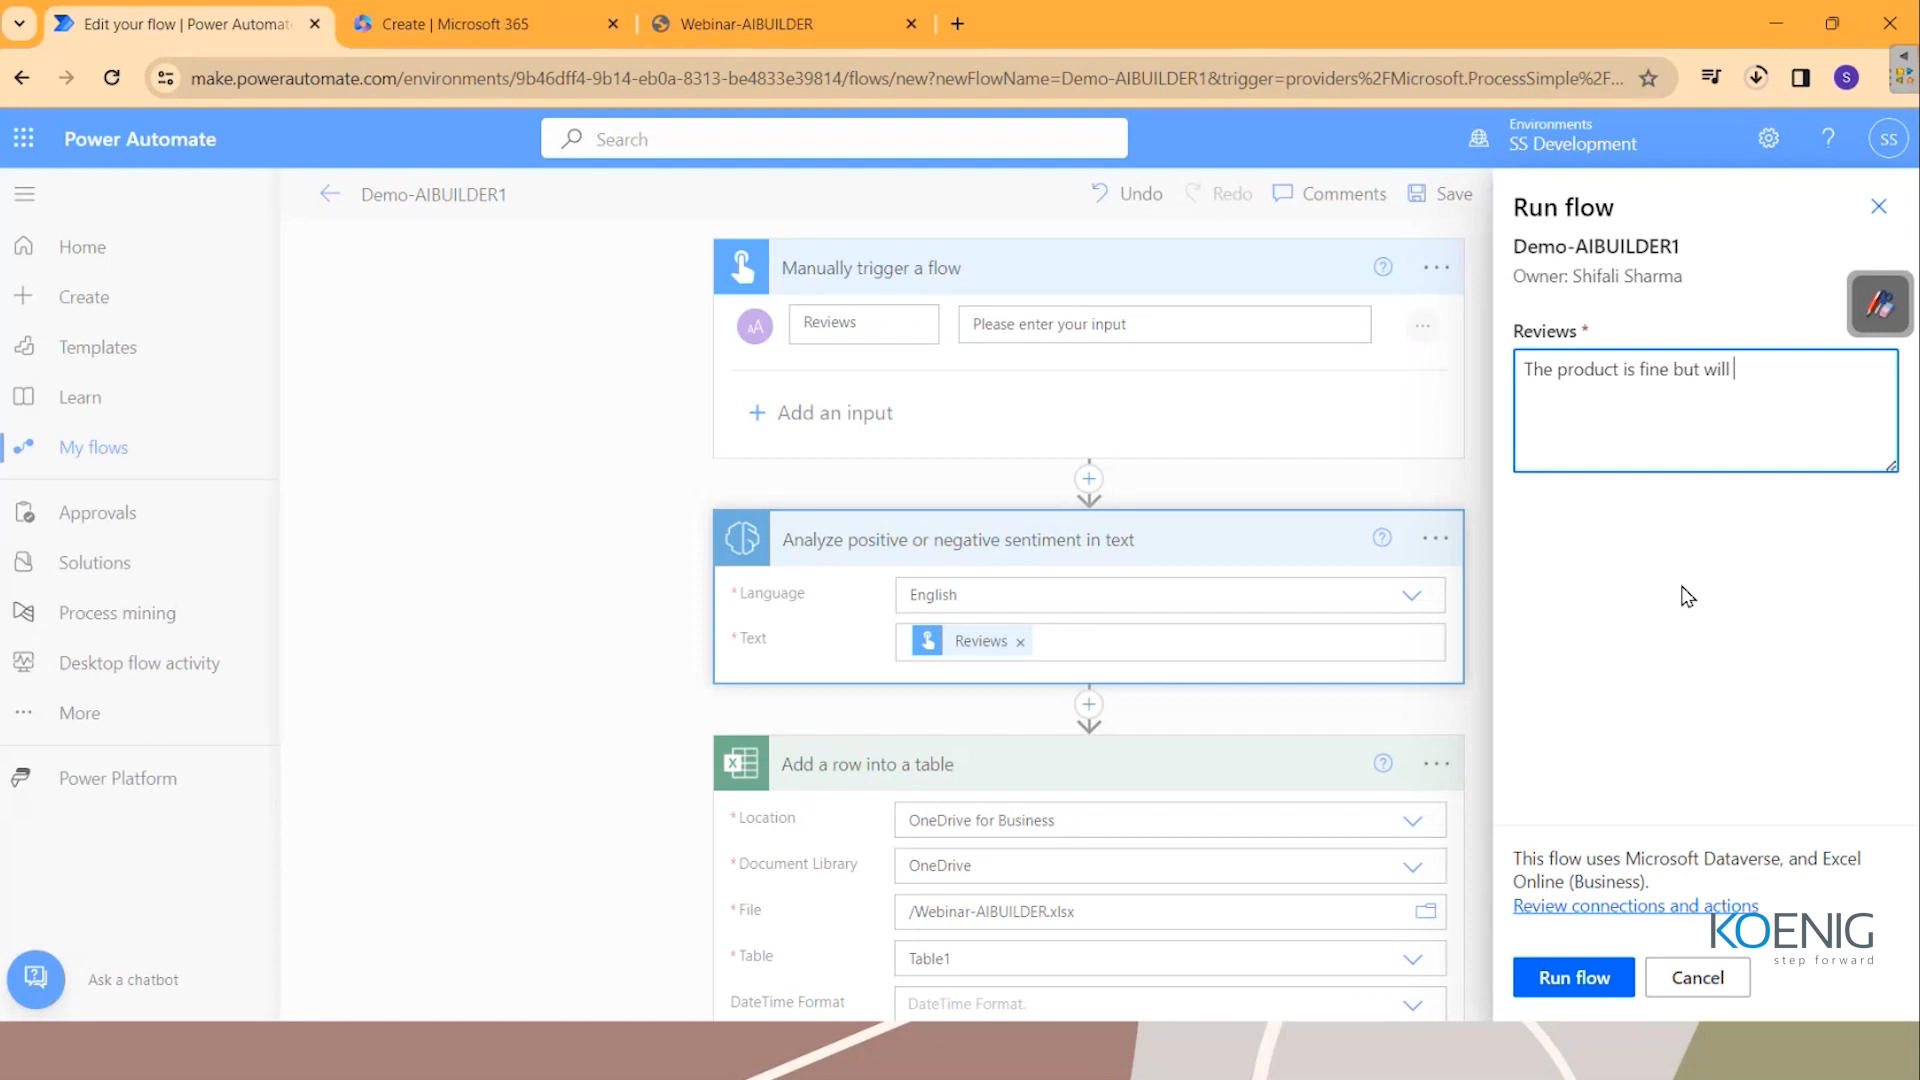 Edit your flow | Power Automat
Create | Microsoft 365
Webinar-AIBUILDER
make.powerautomate.com/environments/9b46dff4-9b14-eb0a-8313-be4833e39814/flows/new?newFlowName=Demo-AIBUILDER1&trigger=providers%2FMicrosoft.ProcessSimple%2F...
S
Power Automate
Search
Environments
SS Development
?
SS
Demo-AIBUILDER1
Undo
Redo
Comments
Save
Home
Create
Templates
Learn
My flows
Approvals
Solutions
Process mining
Desktop flow activity
More
Power Platform
Ask a chatbot
Manually trigger a flow
AA
Reviews
Please enter your input
Add an input
Analyze positive or negative sentiment in text
* Language
English
* Text
Reviews
Add a row into a table
* Location
OneDrive for Business
* Document Library
OneDrive
* File
/Webinar-AIBUILDER.xlsx
* Table
Table1
DateTime Format
DateTime Format.
Run flow
Demo-AIBUILDER1
Owner: Shifali Sharma
Reviews *
The product is fine but will
This flow uses Microsoft Dataverse, and Excel
Online (Business).
Review connections and actions
KOENIG
step forward
Run flow
Cancel